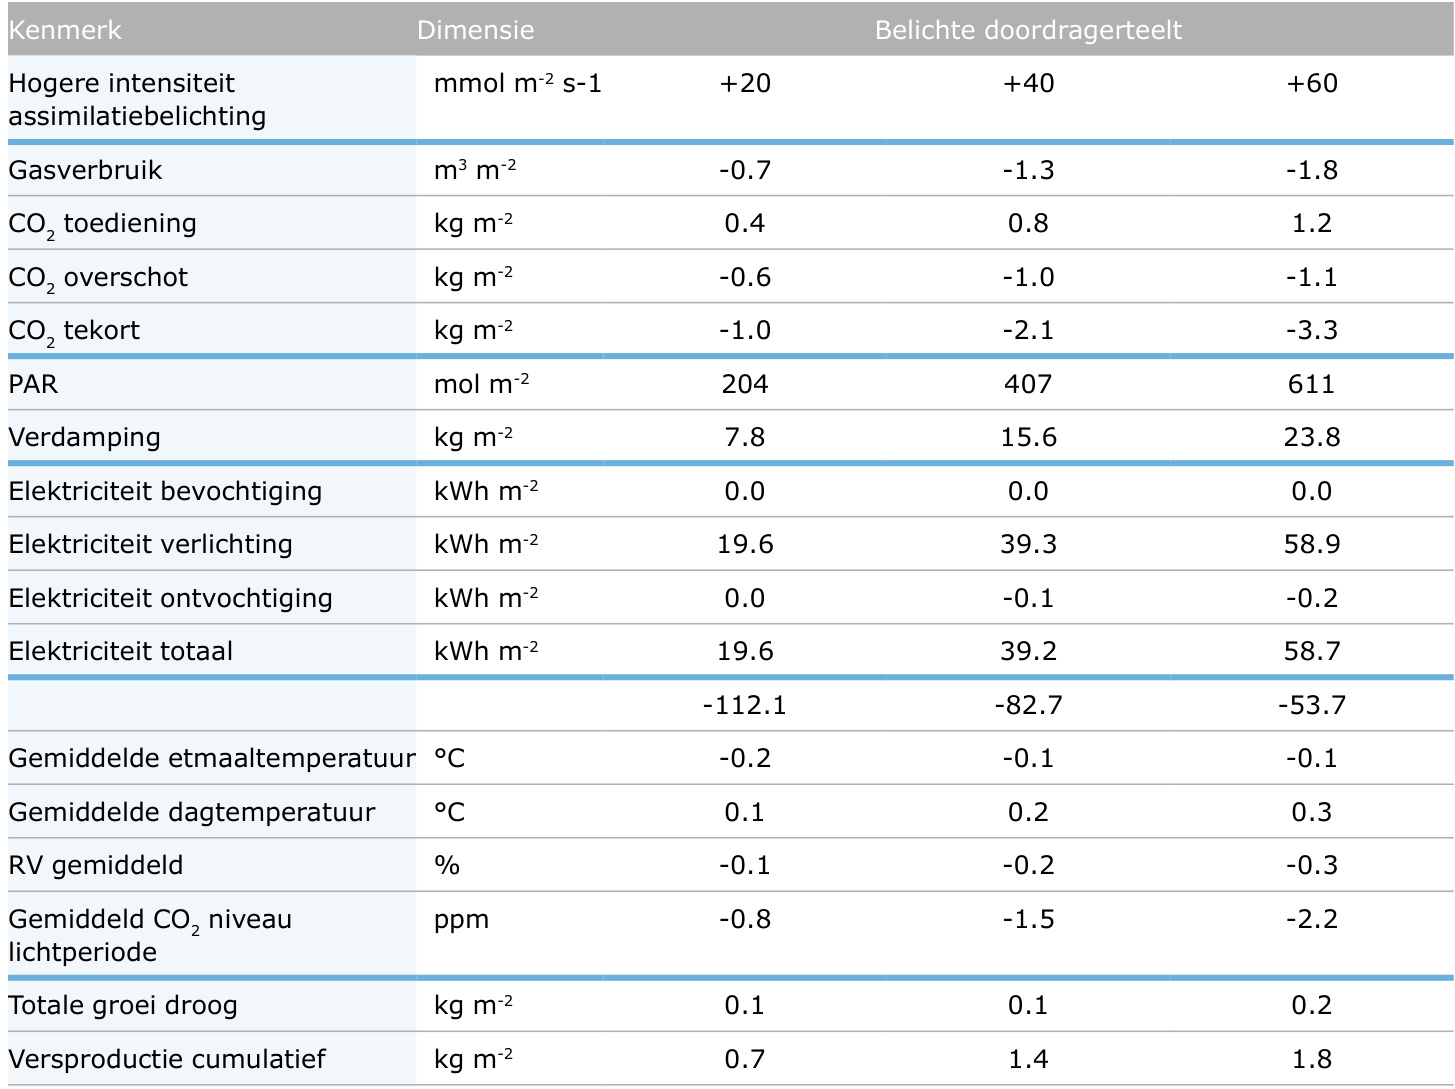 Kenmerk Dimensie Belichte doordragerteelt
Hogere intensiteit mmol m⁻² s-1 +20 +40 +60
assimilatiebelichting
Gasverbruik m³ m⁻² -0.7 -1.3 -1.8
CO₂ toediening kg m⁻² 0.4 0.8 1.2
CO₂ overschot kg m⁻² -0.6 -1.0 -1.1
CO₂ tekort kg m⁻² -1.0 -2.1 -3.3
PAR mol m⁻² 204 407 611
Verdamping kg m⁻² 7.8 15.6 23.8
Elektriciteit bevochtiging kWh m⁻² 0.0 0.0 0.0
Elektriciteit verlichting kWh m⁻² 19.6 39.3 58.9
Elektriciteit ontvochtiging kWh m⁻² 0.0 -0.1 -0.2
Elektriciteit totaal kWh m⁻² 19.6 39.2 58.7
-112.1 -82.7 -53.7
Gemiddelde etmaaltemperatuur °C -0.2 -0.1 -0.1
Gemiddelde dagtemperatuur °C 0.1 0.2 0.3
RV gemiddeld % -0.1 -0.2 -0.3
Gemiddeld CO₂ niveau ppm -0.8 -1.5 -2.2
lichtperiode
Totale groei droog kg m⁻² 0.1 0.1 0.2
Versproductie cumulatief kg m⁻² 0.7 1.4 1.8